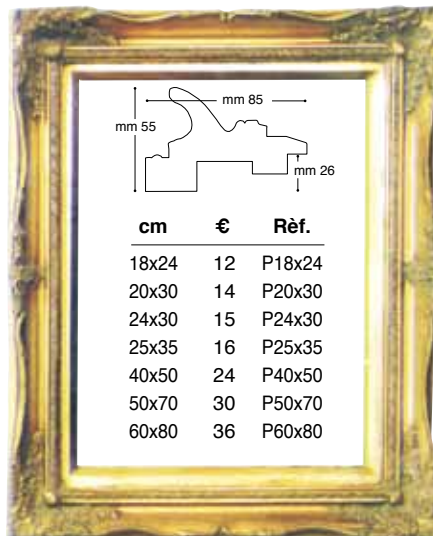 mm 85
mm 55
mm 26
cm € Rèf.
18x24 12 P18x24
20x30 14 P20x30
24x30 15 P24x30
25x35 16 P25x35
40x50 24 P40x50
50x70 30 P50x70
60x80 36 P60x80